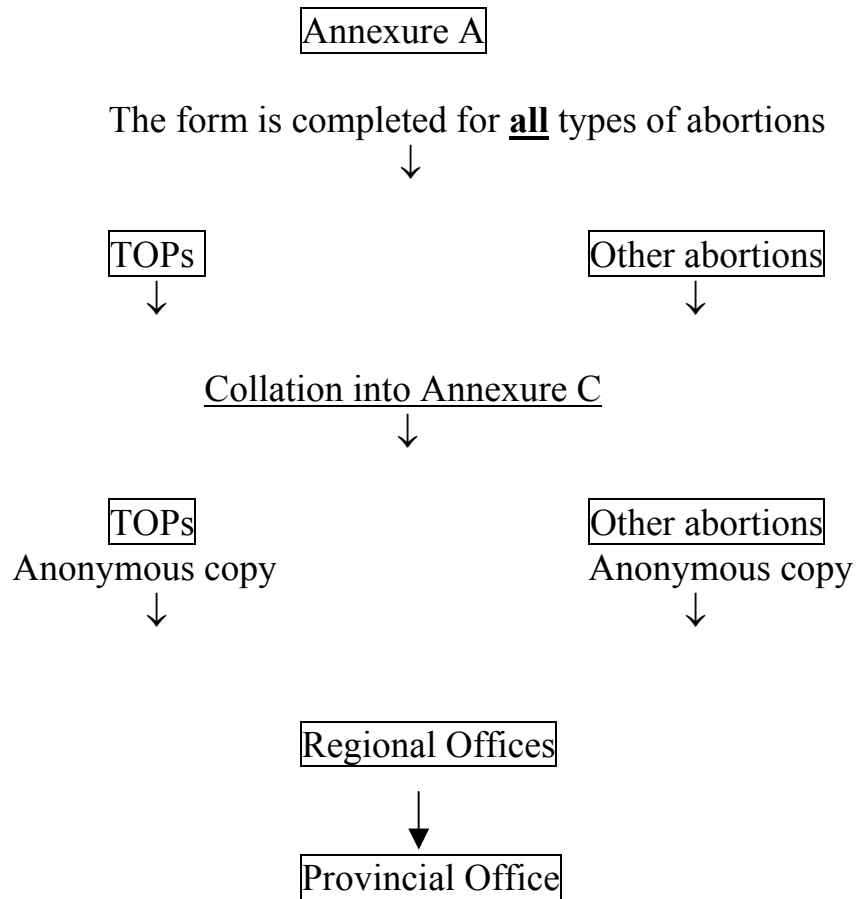 Annexure A
The form is completed for all types of abortions
↓
TOPs Other abortions
↓ ↓
Collation into Annexure C
↓
TOPs Other abortions
Anonymous copy Anonymous copy
↓ ↓
Regional Offices
Provincial Office